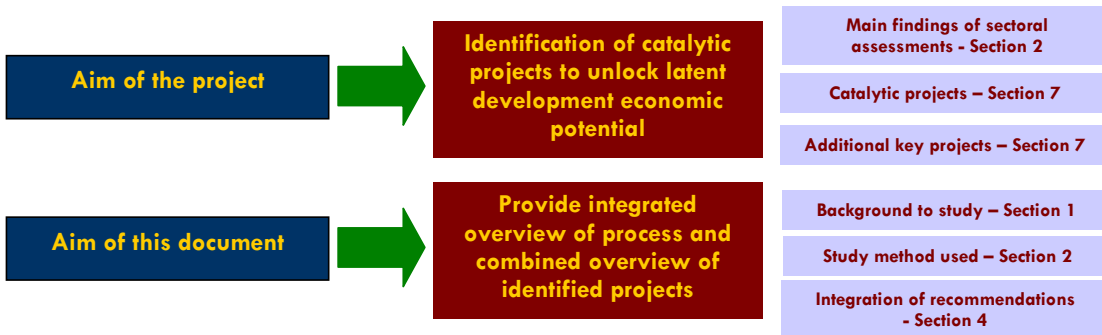 Aim of the project
Identification of catalytic
projects to unlock latent
development economic
potential
Main findings of sectoral
assessments - Section 2
Catalytic projects – Section 7
Additional key projects – Section 7
Aim of this document
Provide integrated
overview of process and
combined overview of
identified projects
Background to study – Section 1
Study method used – Section 2
Integration of recommendations
- Section 4